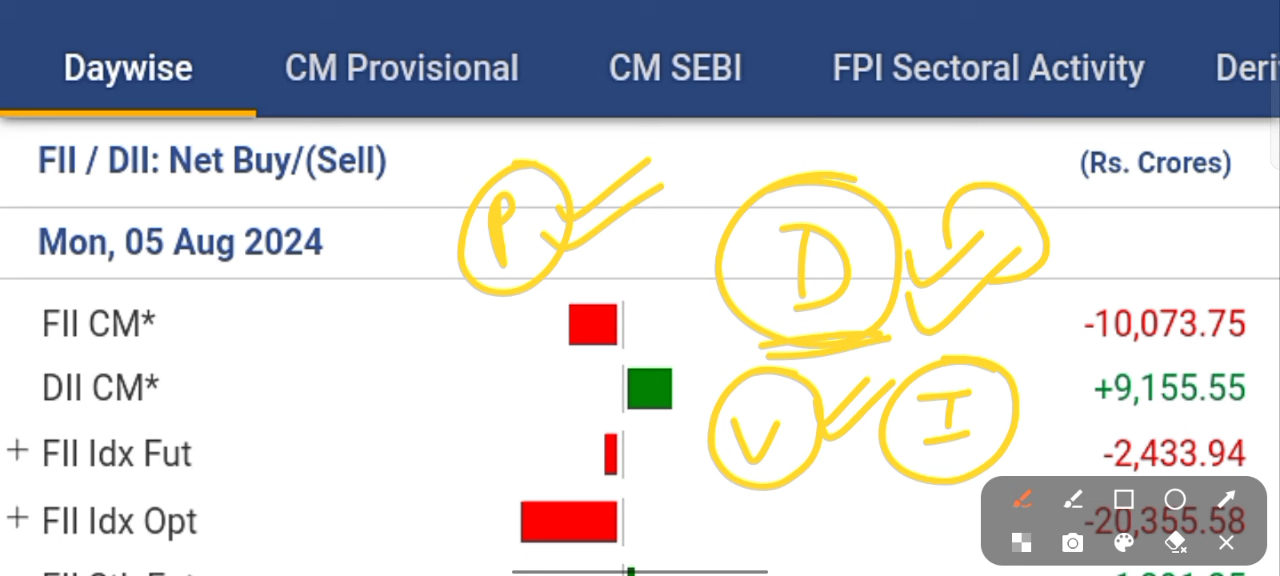 Daywise CM Provisional CM SEBI FPI Sectoral Activity Deri
FII / DII: Net Buy/(Sell) (Rs. Crores)
P D
Mon, 05 Aug 2024
FII CM* -10,073.75
DII CM* +9,155.55
V I
+ FII Idx Fut -2,433.94
+ FII Idx Opt -20,355.58